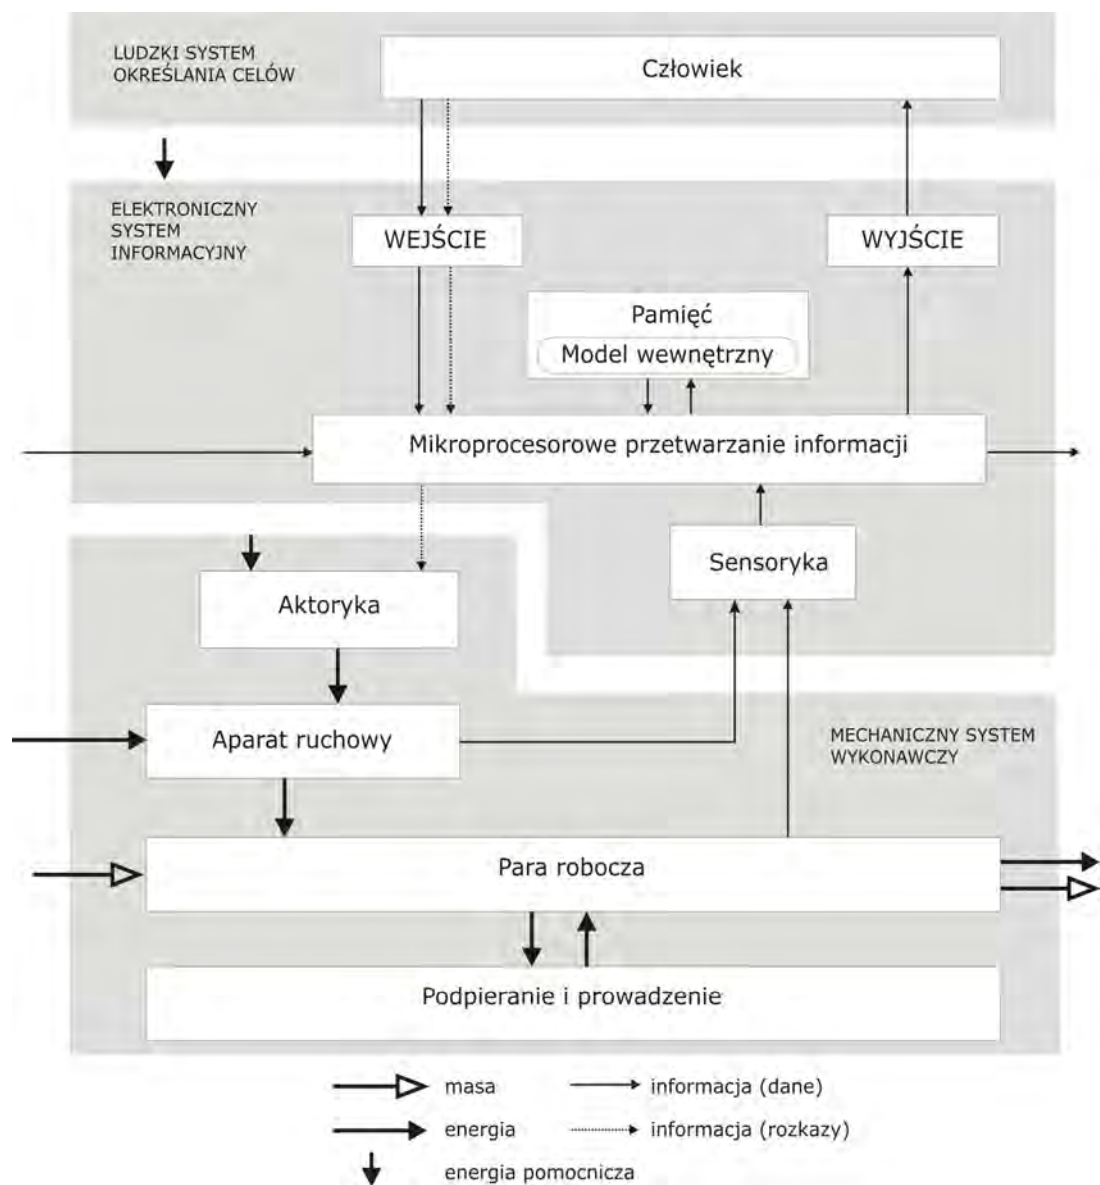 LUDZKI SYSTEM
OKREŚLANIA CELÓW
Człowiek
ELEKTRONICZNY
SYSTEM
INFORMACYJNY
WEJŚCIE
WYJŚCIE
Pamięć
Model wewnętrzny
Mikroprocesorowe przetwarzanie informacji
Sensoryka
Aktoryka
Aparat ruchowy
MECHANICZNY SYSTEM
WYKONAWCZY
Para robocza
Podpieranie i prowadzenie
masa
informacja (dane)
energia
informacja (rozkazy)
energia pomocnicza